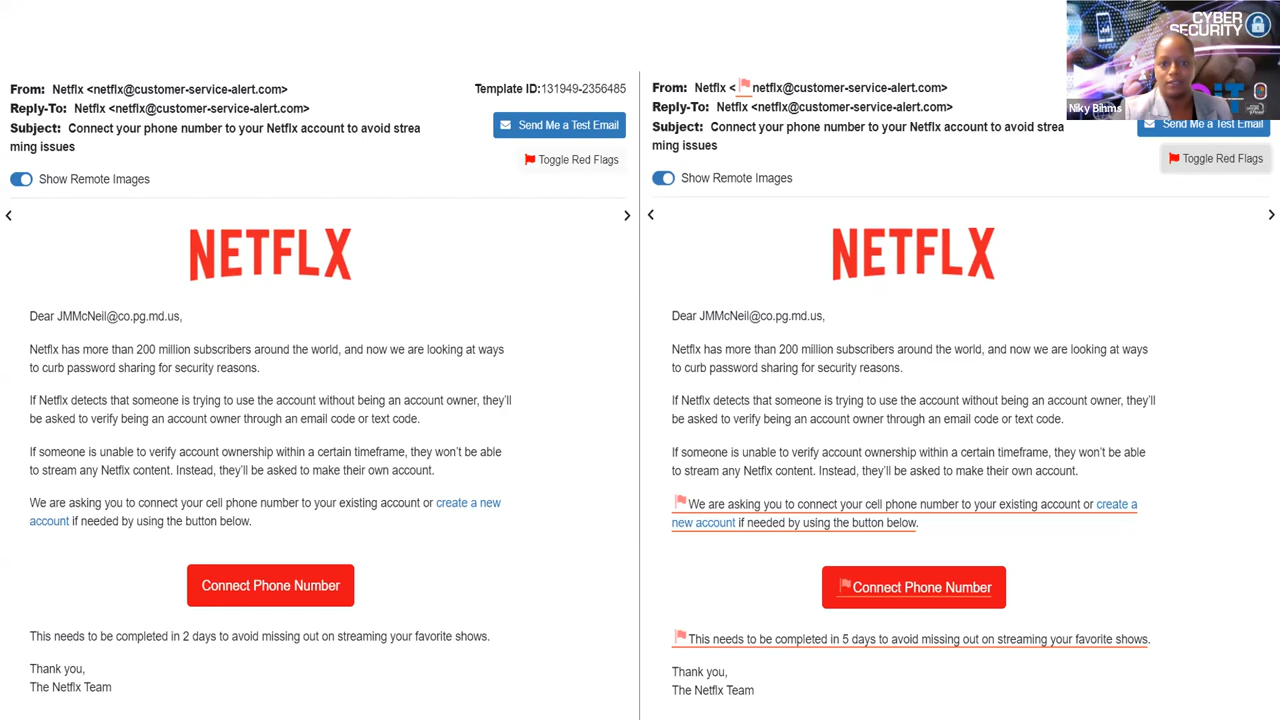 CYBER
SECURITY
Niky Bihms
From: Netflx <netflx@customer-service-alert.com>
Template ID:131949-2356485
Reply-To: Netflx <netflx@customer-service-alert.com>
Subject: Connect your phone number to your Netflx account to avoid strea
ming issues
Send Me a Test Email
Toggle Red Flags
Show Remote Images
NETFLX
Dear JMMcNeil@co.pg.md.us,
Netflx has more than 200 million subscribers around the world, and now we are looking at ways
to curb password sharing for security reasons.
If Netflx detects that someone is trying to use the account without being an account owner, they'll
be asked to verify being an account owner through an email code or text code.
If someone is unable to verify account ownership within a certain timeframe, they won't be able
to stream any Netflx content. Instead, they'll be asked to make their own account.
We are asking you to connect your cell phone number to your existing account or create a new
account if needed by using the button below.
Connect Phone Number
This needs to be completed in 2 days to avoid missing out on streaming your favorite shows.
Thank you,
The Netflx Team
From: Netflx < netflx@customer-service-alert.com>
Reply-To: Netflx <netflx@customer-service-alert.com>
Subject: Connect your phone number to your Netflx account to avoid strea
ming issues
Send Me a Test Email
Toggle Red Flags
Show Remote Images
NETFLX
Dear JMMcNeil@co.pg.md.us,
Netflx has more than 200 million subscribers around the world, and now we are looking at ways
to curb password sharing for security reasons.
If Netflx detects that someone is trying to use the account without being an account owner, they'll
be asked to verify being an account owner through an email code or text code.
If someone is unable to verify account ownership within a certain timeframe, they won't be able
to stream any Netflx content. Instead, they'll be asked to make their own account.
We are asking you to connect your cell phone number to your existing account or create a
new account if needed by using the button below.
Connect Phone Number
This needs to be completed in 5 days to avoid missing out on streaming your favorite shows.
Thank you,
The Netflx Team